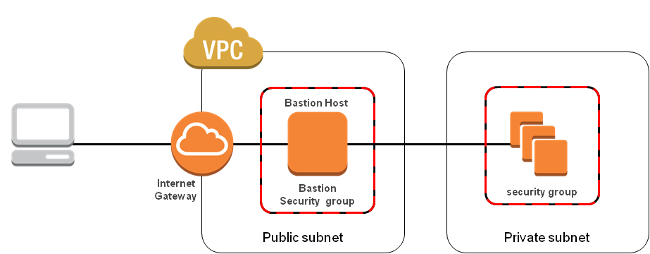 VPC
Bastion Host
Internet
Gateway
Bastion
Security group
security group
Public subnet
Private subnet